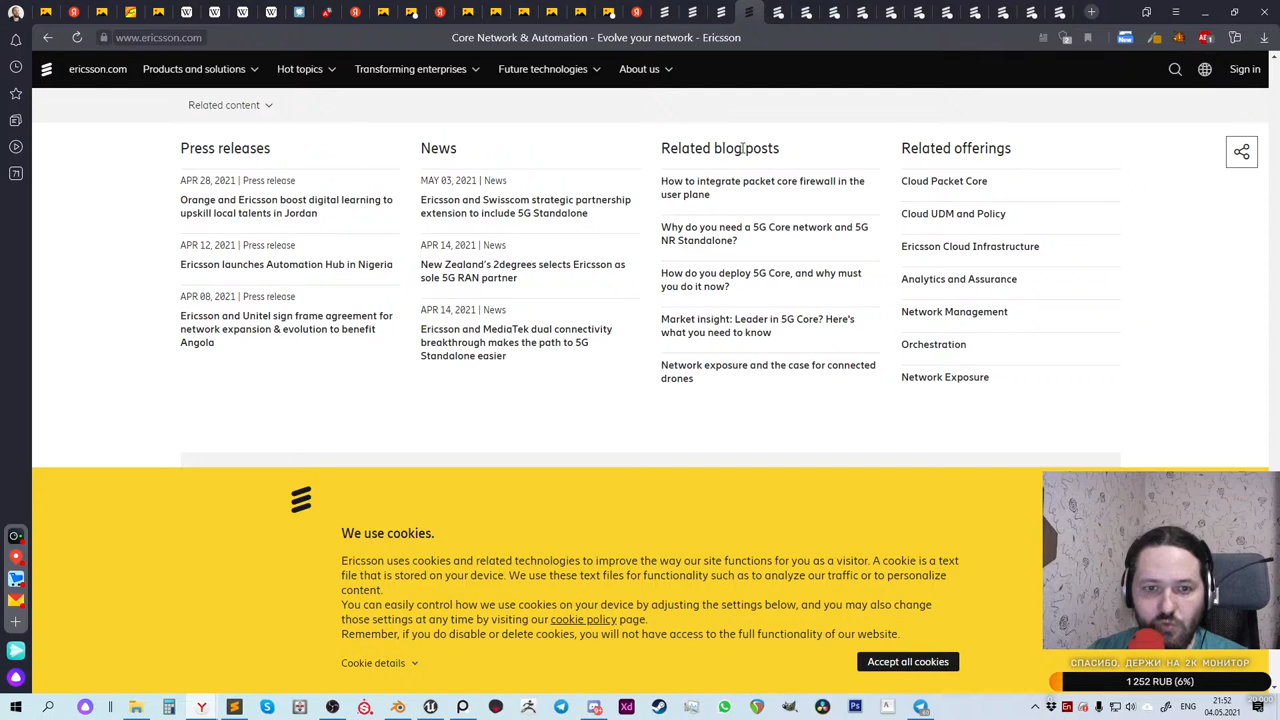 www.ericsson.com
Core Network & Automation - Evolve your network - Ericsson
ericsson.com
Products and solutions
Hot topics
Transforming enterprises
Future technologies
About us
Sign in
Related content
Press releases
APR 28, 2021 | Press release
Orange and Ericsson boost digital learning to
upskill local talents in Jordan
APR 12, 2021 | Press release
Ericsson launches Automation Hub in Nigeria
APR 08, 2021 | Press release
Ericsson and Unitel sign frame agreement for
network expansion & evolution to benefit
Angola
News
MAY 03, 2021 | News
Ericsson and Swisscom strategic partnership
extension to include 5G Standalone
APR 14, 2021 | News
New Zealand's 2degrees selects Ericsson as
sole 5G RAN partner
APR 14, 2021 | News
Ericsson and MediaTek dual connectivity
breakthrough makes the path to 5G
Standalone easier
Related blog posts
How to integrate packet core firewall in the
user plane
Why do you need a 5G Core network and 5G
NR Standalone?
How do you deploy 5G Core, and why must
you do it now?
Market insight: Leader in 5G Core? Here's
what you need to know
Network exposure and the case for connected
drones
Related offerings
Cloud Packet Core
Cloud UDM and Policy
Ericsson Cloud Infrastructure
Analytics and Assurance
Network Management
Orchestration
Network Exposure
We use cookies.
Ericsson uses cookies and related technologies to improve the way our site functions for you as a visitor. A cookie is a text
file that is stored on your device. We use these text files for functionality such as to analyze our traffic or to personalize
content.
You can easily control how we use cookies on your device by adjusting the settings below, and you may also change
those settings at any time by visiting our cookie policy page.
Remember, if you do disable or delete cookies, you will not have access to the full functionality of our website.
Cookie details
Accept all cookies
СПАСИБО, ДЕРЖИ НА 2К МОНИТОР
1 252 RUB (6%)
21:52
04.05.2021